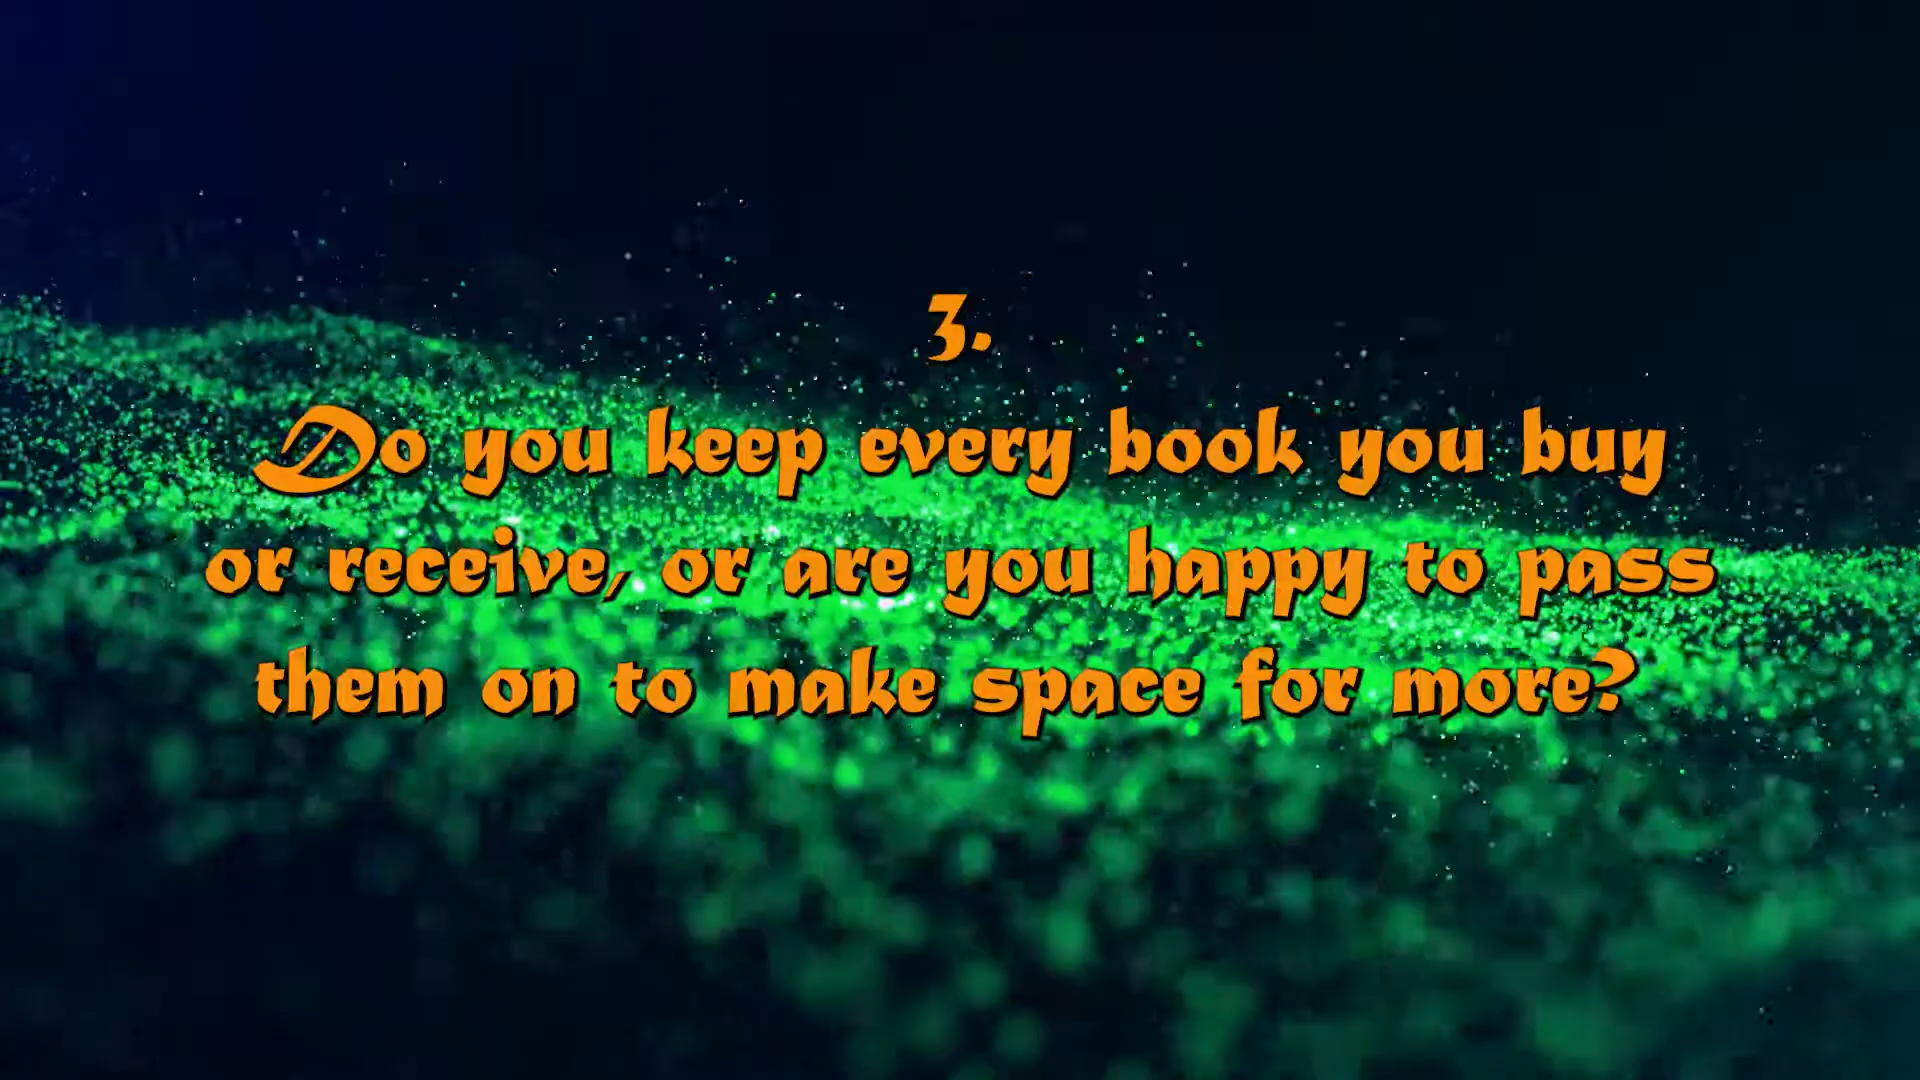 3.
Do you keep every book you buy
or receive, or are you happy to pass
them on to make space for more?